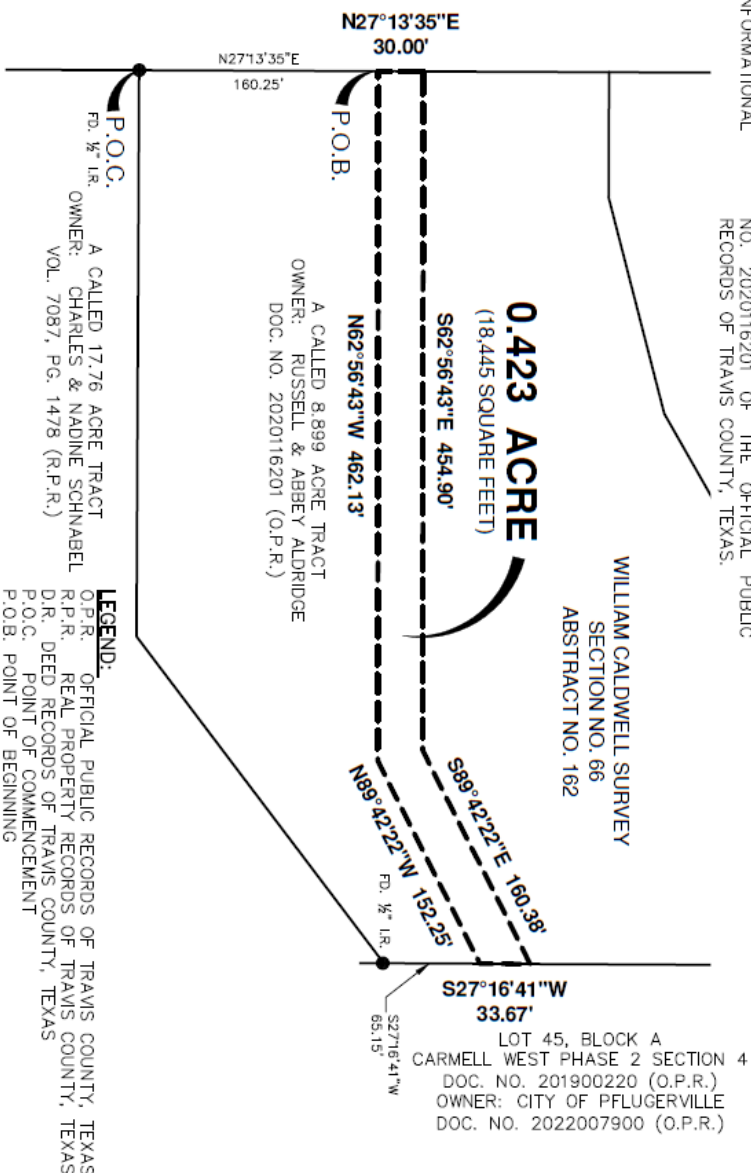 N27°13'35"E
30.00'
N27°13'35"E
160.25'
P.O.C.
FD. ½" I.R.
P.O.B.
A CALLED 17.76 ACRE TRACT
OWNER: CHARLES & NADINE SCHNABEL
VOL. 7087, PG. 1478 (R.P.R.)
A CALLED 8.899 ACRE TRACT
OWNER: RUSSELL & ABBEY ALDRIDGE
DOC. NO. 2020116201 (O.P.R.)
N62°56'43"W 462.13'
S62°56'43"E 454.90'
0.423 ACRE
(18,445 SQUARE FEET)
NO. 2020116201 OF THE OFFICIAL PUBLIC
RECORDS OF TRAVIS COUNTY, TEXAS.
WILLIAM CALDWELL SURVEY
SECTION NO. 66
ABSTRACT NO. 162
S89°42'22"E 160.38'
N89°42'22"W 152.25'
FD. ½" I.R.
S27°16'41"W
33.67'
S27°16'41"W
65.15'
LOT 45, BLOCK A
CARMELL WEST PHASE 2 SECTION 4
DOC. NO. 201900220 (O.P.R.)
OWNER: CITY OF PFLUGERVILLE
DOC. NO. 2022007900 (O.P.R.)
LEGEND:
O.P.R. OFFICIAL PUBLIC RECORDS OF TRAVIS COUNTY, TEXAS
R.P.R. REAL PROPERTY RECORDS OF TRAVIS COUNTY, TEXAS
D.R. DEED RECORDS OF TRAVIS COUNTY, TEXAS
P.O.C. POINT OF COMMENCEMENT
P.O.B. POINT OF BEGINNING